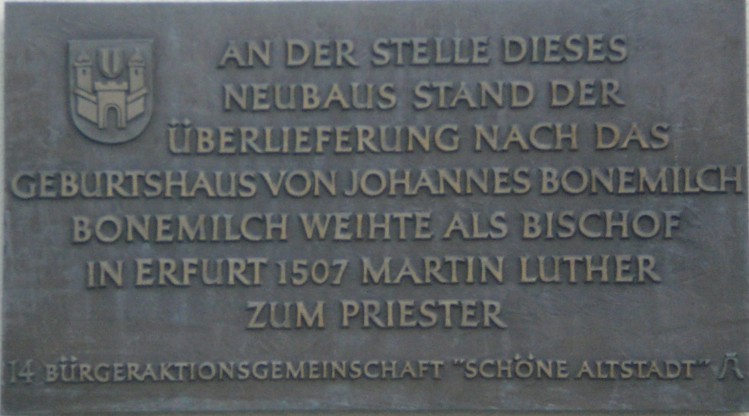 AN DER STELLE DIESES
NEUBAUS STAND DER
ÜBERLIEFERUNG NACH DAS
GEBURTSHAUS VON JOHANNES BONEMILCH
BONEMILCH WEIHTE ALS BISCHOF
IN ERFURT 1507 MARTIN LUTHER
ZUM PRIESTER
14 BÜRGERAKTIONSGEMEINSCHAFT "SCHÖNE ALTSTADT"